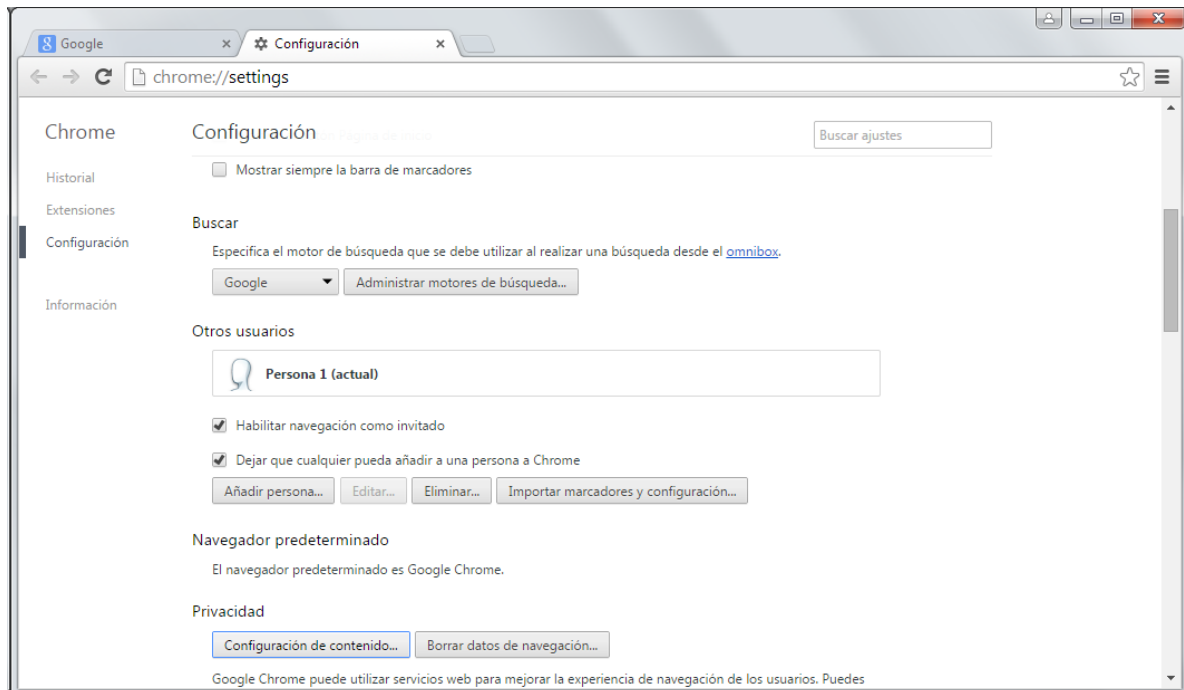 Google
Configuración
chrome://settings
Chrome
Configuración
Buscar ajustes
Historial
Extensiones
Configuración
Información
Mostrar siempre la barra de marcadores
Buscar
Especifica el motor de búsqueda que se debe utilizar al realizar una búsqueda desde el omnibox.
Google
Administrar motores de búsqueda...
Otros usuarios
Persona 1 (actual)
Habilitar navegación como invitado
Dejar que cualquier pueda añadir a una persona a Chrome
Añadir persona...
Editar...
Eliminar...
Importar marcadores y configuración...
Navegador predeterminado
El navegador predeterminado es Google Chrome.
Privacidad
Configuración de contenido...
Borrar datos de navegación...
Google Chrome puede utilizar servicios web para mejorar la experiencia de navegación de los usuarios. Puedes